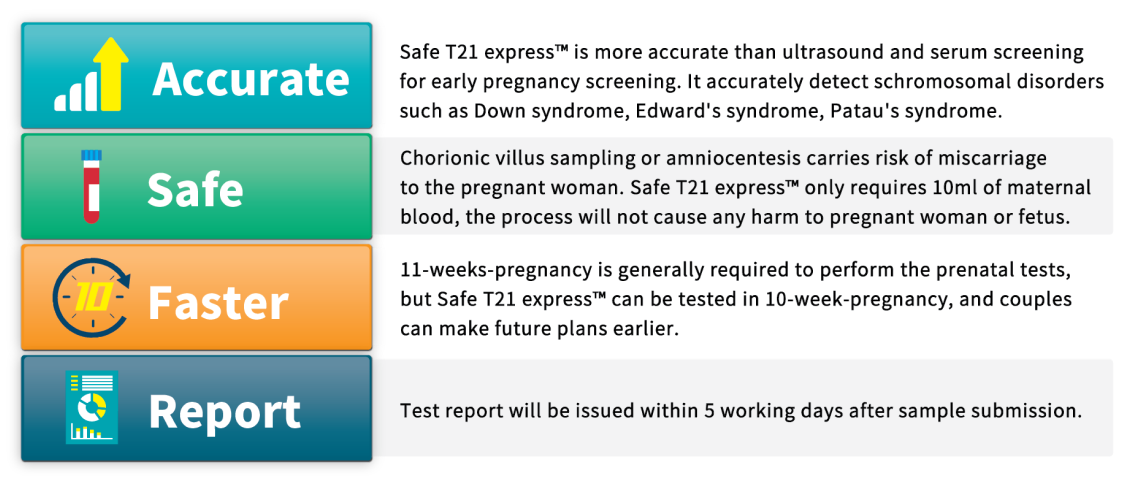 Accurate
Safe T21 express™ is more accurate than ultrasound and serum screening
for early pregnancy screening. It accurately detect schromosomal disorders
such as Down syndrome, Edward's syndrome, Patau's syndrome.
Safe
Chorionic villus sampling or amniocentesis carries risk of miscarriage
to the pregnant woman. Safe T21 express™ only requires 10ml of maternal
blood, the process will not cause any harm to pregnant woman or fetus.
10
Faster
11-weeks-pregnancy is generally required to perform the prenatal tests,
but Safe T21 express™ can be tested in 10-week-pregnancy, and couples
can make future plans earlier.
Report
Test report will be issued within 5 working days after sample submission.